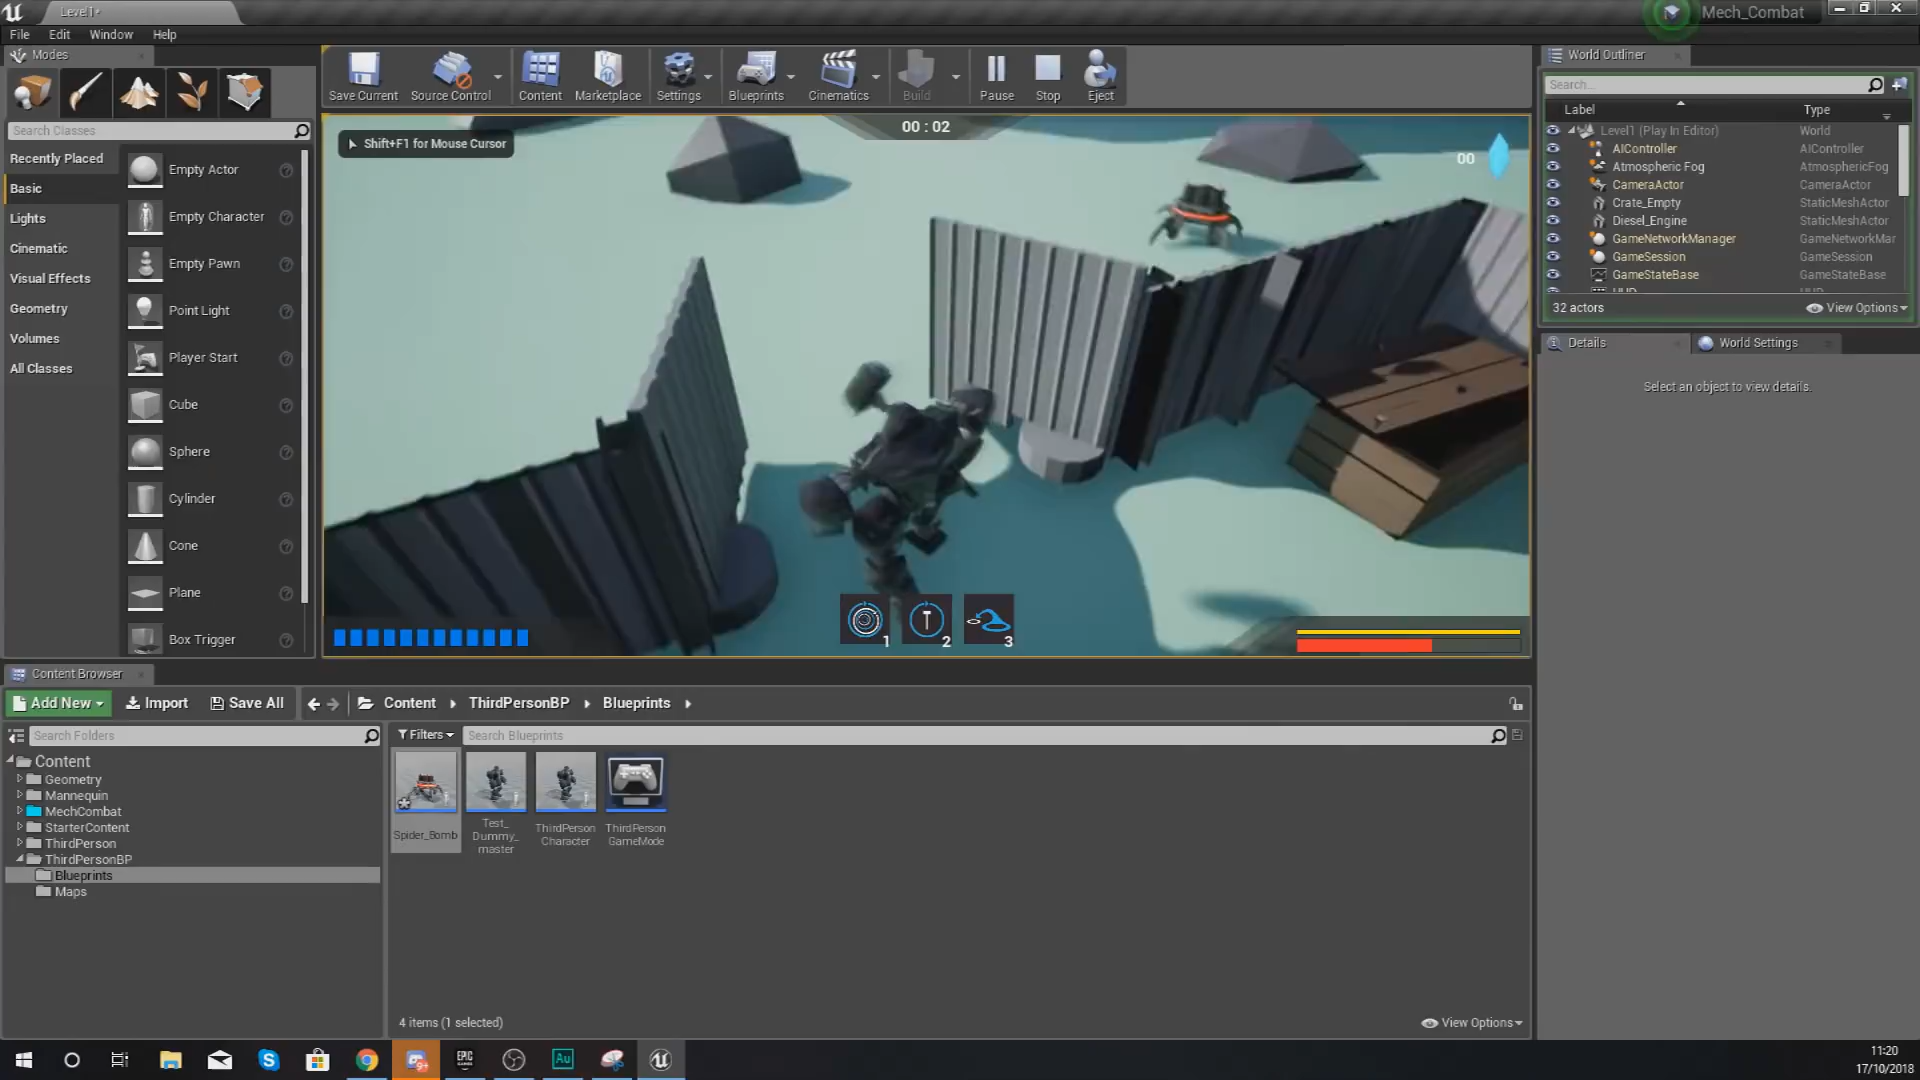 Level1*
Mech_Combat
File Edit Window Help
Modes
Search Classes
Recently Placed
Basic
Lights
Cinematic
Visual Effects
Geometry
Volumes
All Classes
Empty Actor
Empty Character
Empty Pawn
Point Light
Player Start
Cube
Sphere
Cylinder
Cone
Plane
Box Trigger
Save Current
Source Control
Content
Marketplace
Settings
Blueprints
Cinematics
Build
Pause
Stop
Eject
Shift+F1 for Mouse Cursor
00 : 02
00
1
2
3
World Outliner
Search...
Label Type
Level1 (Play In Editor) World
AIController AIController
Atmospheric Fog AtmosphericFog
CameraActor CameraActor
Crate_Empty StaticMeshActor
Diesel_Engine StaticMeshActor
GameNetworkManager GameNetworkMar
GameSession GameSession
GameStateBase GameStateBase
32 actors
View Options
Details
World Settings
Select an object to view details.
Content Browser
Add New
Import
Save All
Content
ThirdPersonBP
Blueprints
Search Folders
Filters
Search Blueprints
Content
Geometry
Mannequin
MechCombat
StarterContent
ThirdPerson
ThirdPersonBP
Blueprints
Maps
Spider_Bomb
Test_
Dummy_
master
ThirdPerson
Character
ThirdPerson
GameMode
4 items (1 selected)
View Options
EPIC
GAMES
Au
9+
11:20
17/10/2018